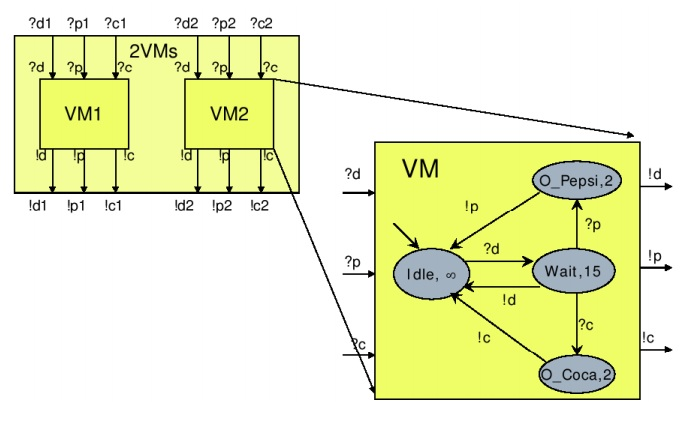 ?d1 ?p1 ?c1 ?d2 ?p2 ?c2
2VMs
?d ?p ?c ?d ?p ?c
VM1 VM2
!d !p !c !d !p !c
!d1 !p1 !c1 !d2 !p2 !c2
VM
?d !d
O_Pepsi,2
!p
?p
?d
?p !p
Idle, ∞ Wait,15
!d
?c
!c
?c !c
O_Coca,2